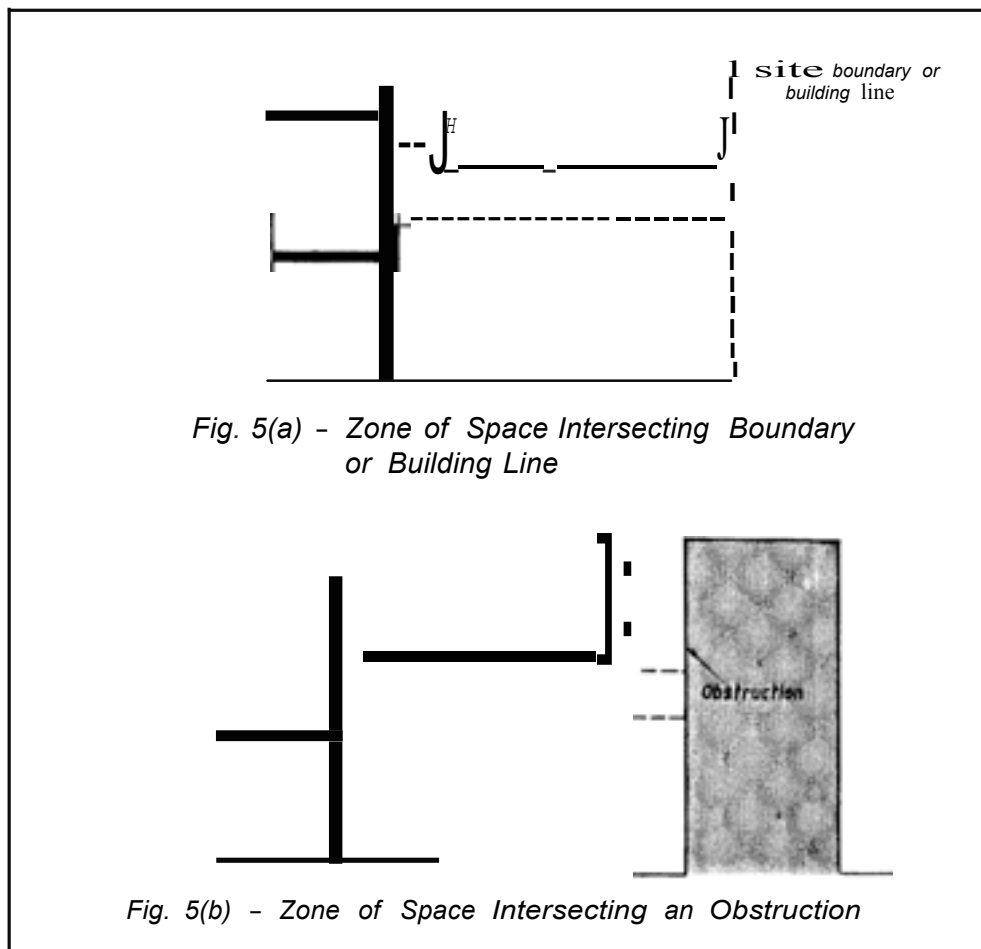 l site boundary or
building line
H
J
J
Fig. 5(a) – Zone of Space Intersecting Boundary
or Building Line
Obstruction
Fig. 5(b) – Zone of Space Intersecting an Obstruction